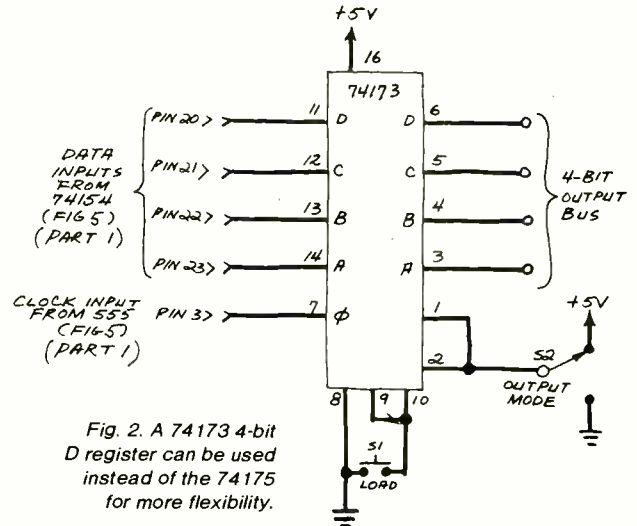 +5V
16
74173
PIN 20> 11 D D 6
PIN 21> 12 C C 5
PIN 22> 13 B B 4
PIN 23> 14 A A 3
DATA
INPUTS
FROM
74154
(FIG 5)
(PART 1)
4-BIT
OUTPUT
BUS
CLOCK INPUT
FROM 555
(FIG 5)
(PART 1)
PIN 3> 7 ϕ 1
2
+5V
S2
OUTPUT
MODE
8 9 10
S1
LOAD
Fig. 2. A 74173 4-bit
D register can be used
instead of the 74175
for more flexibility.